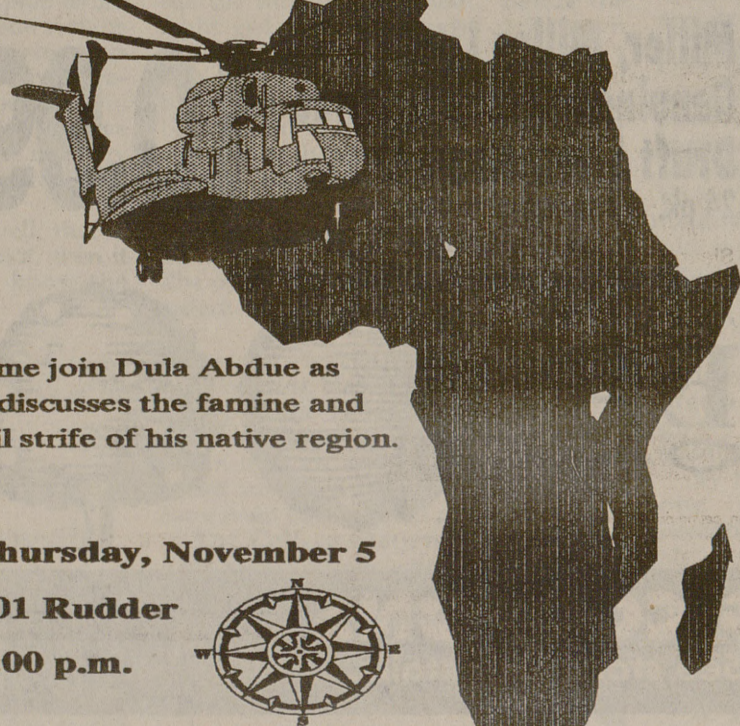 me join Dula Abdue as
discusses the famine and
l strife of his native region.
hursday, November 5
01 Rudder
00 p.m.
N
W E
S